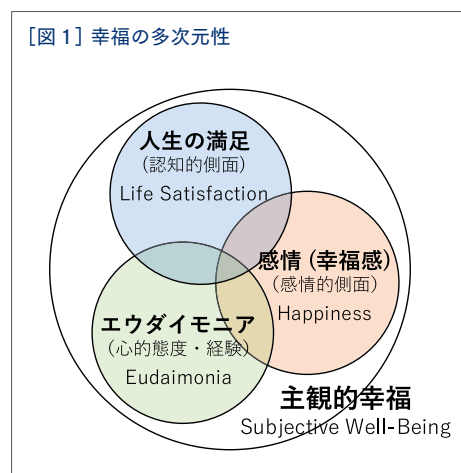 [図1] 幸福の多次元性
人生の満足
(認知的側面)
Life Satisfaction
感情 (幸福感)
(感情的側面)
Happiness
エウダイモニア
(心的態度・経験)
Eudaimonia
主観的幸福
Subjective Well-Being